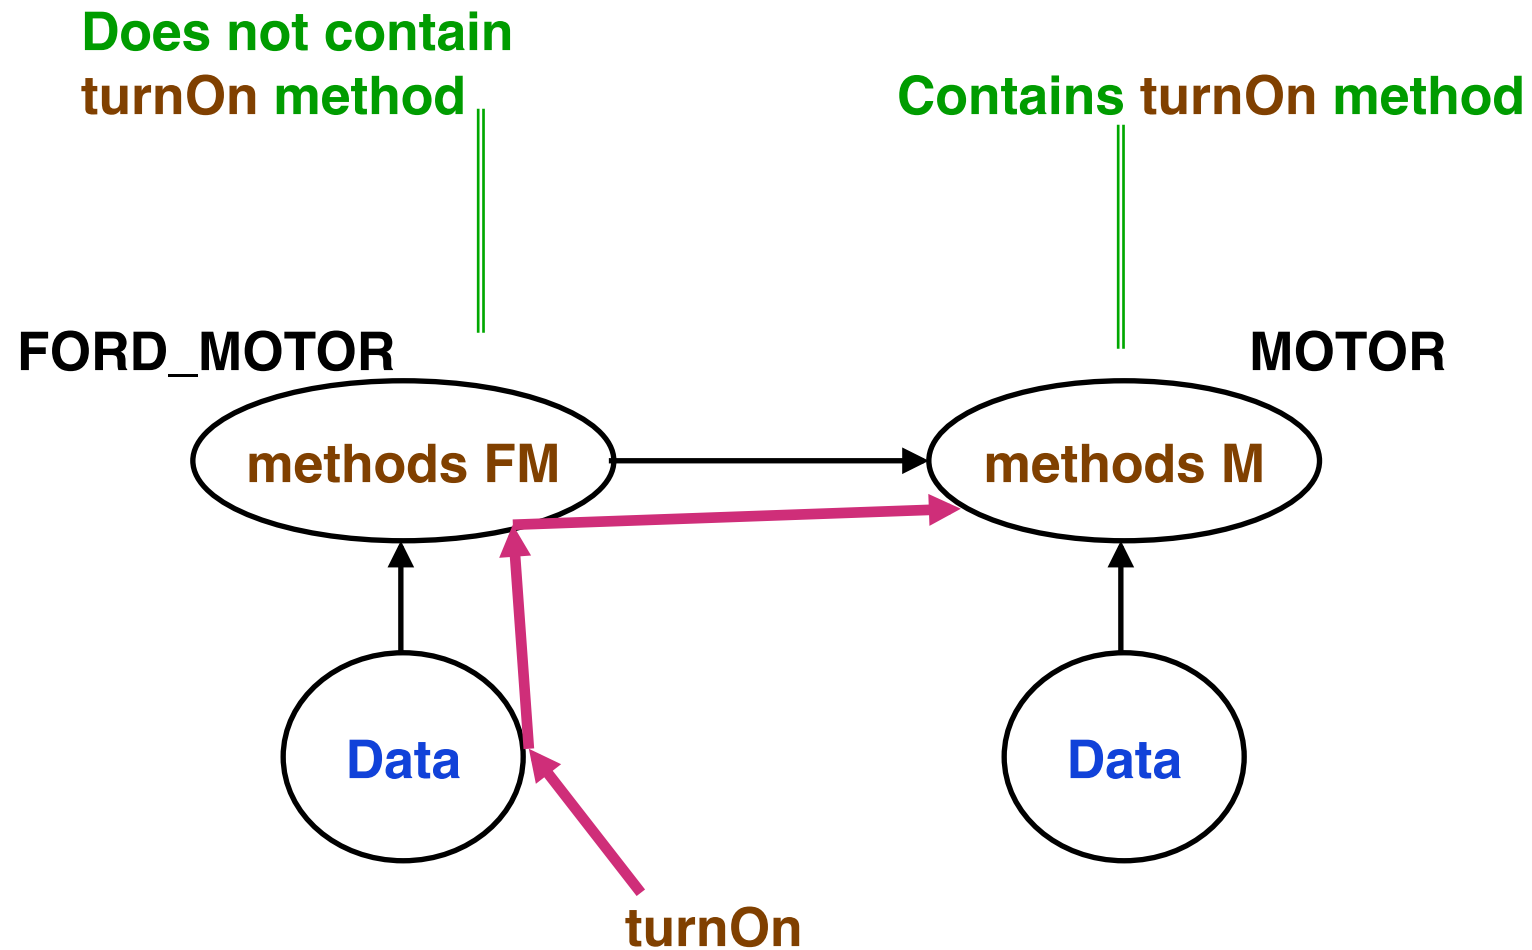 Does not contain
turnOn method
Contains turnOn method
FORD_MOTOR
MOTOR
methods FM
methods M
Data
Data
turnOn